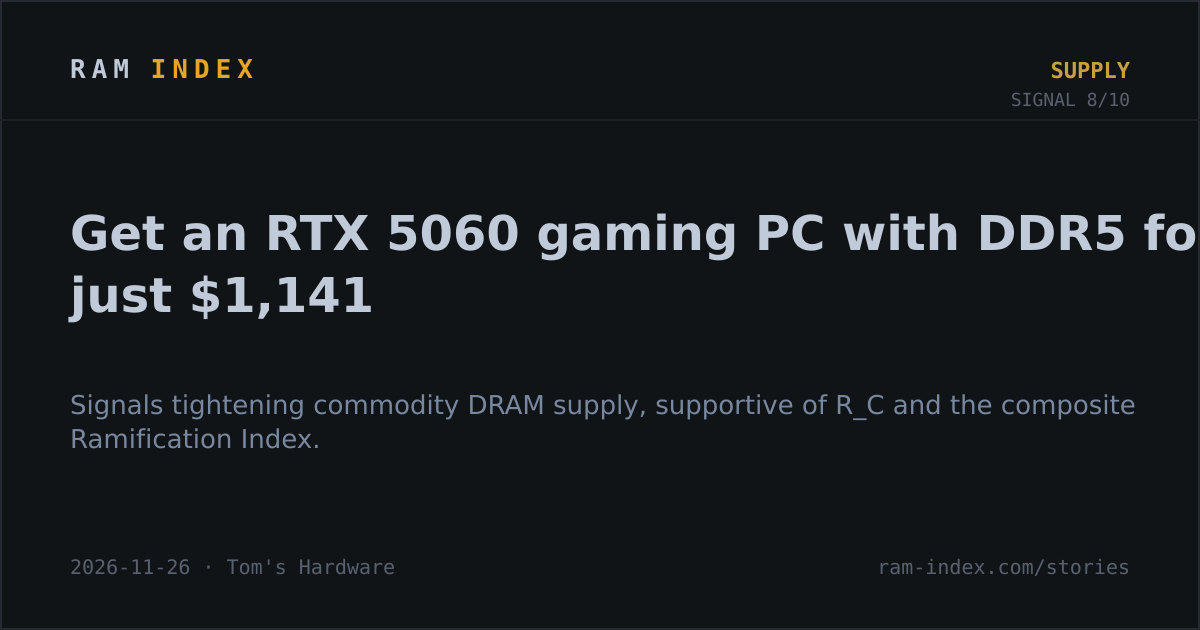 RAM INDEX
SUPPLY
SIGNAL 8/10
Get an RTX 5060 gaming PC with DDR5 fo
just $1,141
Signals tightening commodity DRAM supply, supportive of R_C and the composite
Ramification Index.
2026-11-26 · Tom's Hardware
ram-index.com/stories